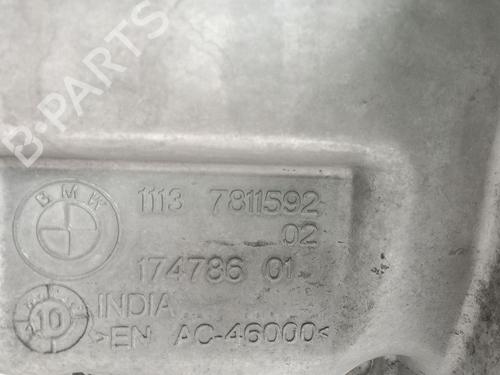 B-PARTS
BMW
1113 7811592
02
174786 01
10
INDIA
>EN AC-46000<